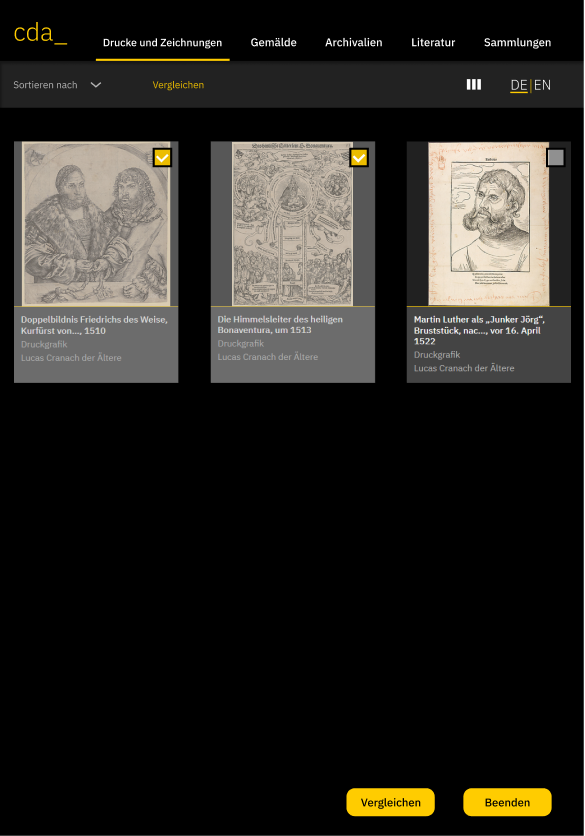 cda_
Drucke und Zeichnungen
Gemälde
Archivalien
Literatur
Sammlungen
Sortieren nach
Vergleichen
DE|EN
Doppelbildnis Friedrichs des Weise,
Kurfürst von..., 1510
Druckgrafik
Lucas Cranach der Ältere
Die Himmelsleiter des heiligen
Bonaventura, um 1513
Druckgrafik
Lucas Cranach der Ältere
Martin Luther als „Junker Jörg“,
Bruststück, nac..., vor 16. April
1522
Druckgrafik
Lucas Cranach der Ältere
Vergleichen
Beenden